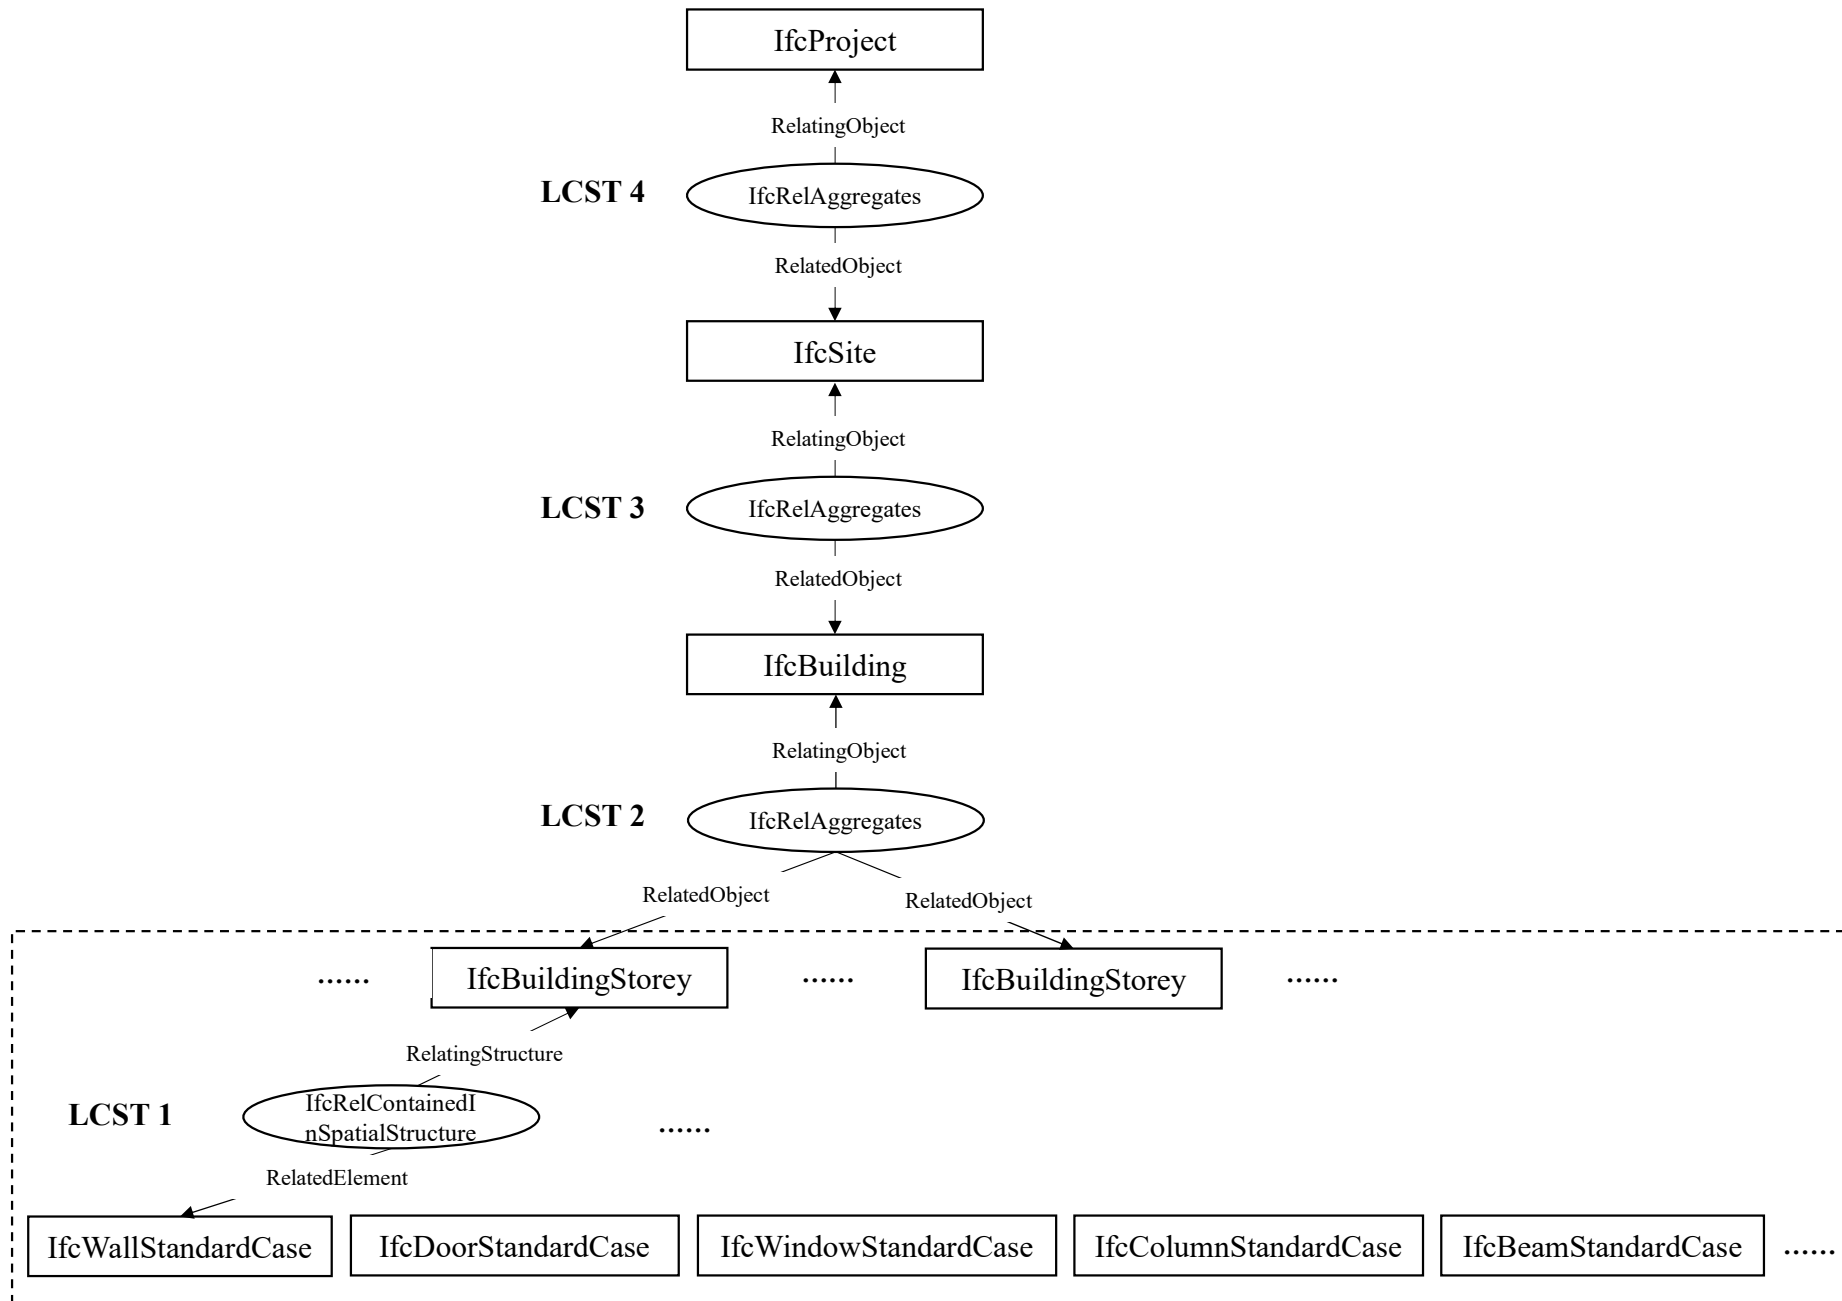 IfcProject
RelatingObject
LCST 4
IfcRelAggregates
RelatedObject
IfcSite
RelatingObject
LCST 3
IfcRelAggregates
RelatedObject
IfcBuilding
RelatingObject
LCST 2
IfcRelAggregates
RelatedObject
RelatedObject
......
IfcBuildingStorey
......
IfcBuildingStorey
......
RelatingStructure
LCST 1
IfcRelContainedI
nSpatialStructure
......
RelatedElement
IfcWallStandardCase
IfcDoorStandardCase
IfcWindowStandardCase
IfcColumnStandardCase
IfcBeamStandardCase
......